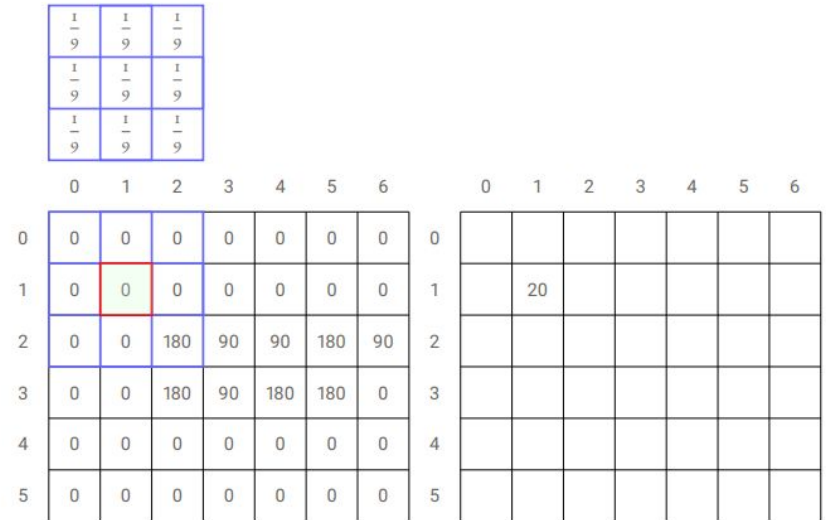 1/9 1/9 1/9
1/9 1/9 1/9
1/9 1/9 1/9
0 1 2 3 4 5 6 0 1 2 3 4 5 6
0 0 0 0 0 0 0 0 0
1 0 0 0 0 0 0 0 1 20
2 0 0 180 90 90 180 90 2
3 0 0 180 90 180 180 0 3
4 0 0 0 0 0 0 0 4
5 0 0 0 0 0 0 0 5